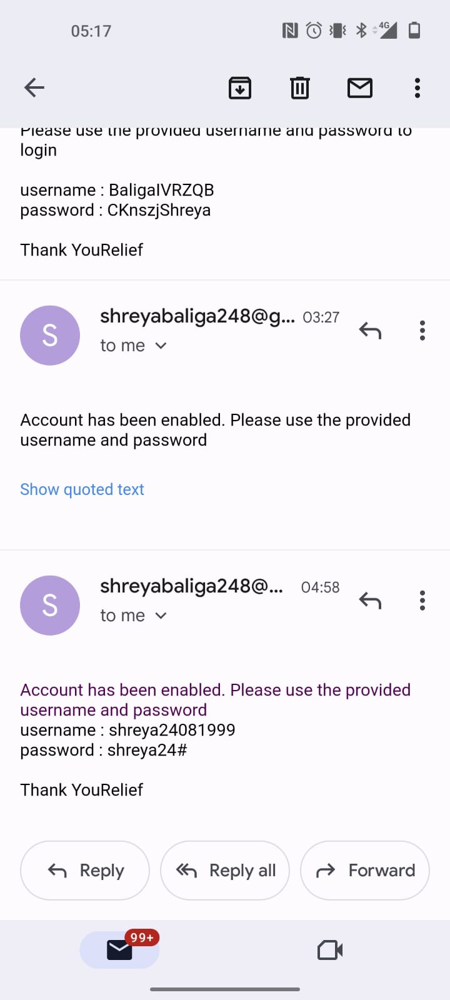 05:17
4G
Please use the provided username and password to
login
username : BaligaIVRZQB
password : CKnszjShreya
Thank YouRelief
S
shreyabaliga248@g... 03:27
to me
Account has been enabled. Please use the provided
username and password
Show quoted text
S
shreyabaliga248@... 04:58
to me
Account has been enabled. Please use the provided
username and password
username : shreya24081999
password : shreya24#
Thank YouRelief
Reply
Reply all
Forward
99+